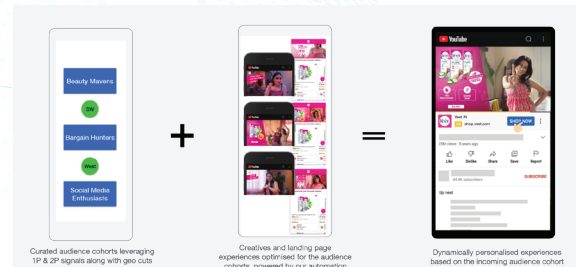 Beauty Mavens
SW
Bargain Hunters
West
Social Media
Enthusiasts
Curated audience cohorts leveraging
1P & 2P signals along with geo cuts
+
YouTube
Creatives and landing page
experiences optimised for the audience
cohorts, powered by our automation
=
YouTube
Veet
SHOP NOW
Like
Dislike
Share
Save
Report
SUBSCRIBE
Up next
Dynamically personalised experiences
based on the incoming audience cohort